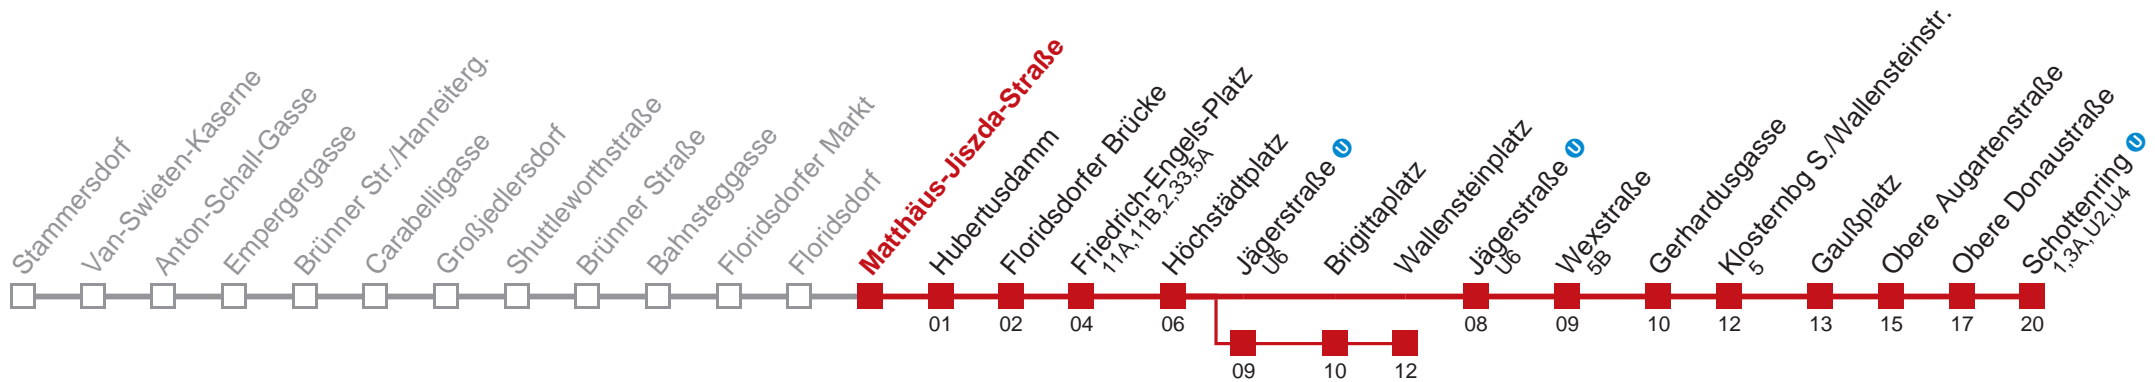 Stammersdorf
Van-Swieten-Kaserne
Anton-Schall-Gasse
Empergergasse
Brünner Str./Hanreiterg.
Carabelligasse
Großjedlersdorf
Shuttleworthstraße
Brünner Straße
Bahnsteggasse
Floridsdorfer Markt
Floridsdorf
Matthäus-Jiszda-Straße
Hubertusdamm
Floridsdorfer Brücke
Friedrich-Engels-Platz
11A,11B,2,33,5A
Höchstädtplatz
Jägerstraße U
U6
Brigittaplatz
Wallensteinplatz
Jägerstraße U
U6
Wexstraße
5B
Gerhardusgasse
Klosternbg S./Wallensteinstr.
5
Gaußplatz
Obere Augartenstraße
Obere Donaustraße
Schottenring U
1,3A,U2,U4
01 02 04 06 08 09 10 12 13 15 17 20
09 10 12